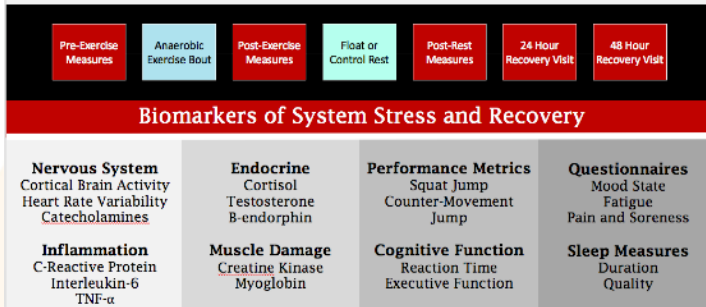 Pre-Exercise
Measures
Anaerobic
Exercise Bout
Post-Exercise
Measures
Float or
Control Rest
Post-Rest
Measures
24 Hour
Recovery Visit
48 Hour
Recovery Visit
Biomarkers of System Stress and Recovery
Nervous System
Cortical Brain Activity
Heart Rate Variability
Catecholamines
Endocrine
Cortisol
Testosterone
B-endorphin
Performance Metrics
Squat Jump
Counter-Movement
Jump
Questionnaires
Mood State
Fatigue
Pain and Soreness
Inflammation
C-Reactive Protein
Interleukin-6
TNF-α
Muscle Damage
Creatine Kinase
Myoglobin
Cognitive Function
Reaction Time
Executive Function
Sleep Measures
Duration
Quality